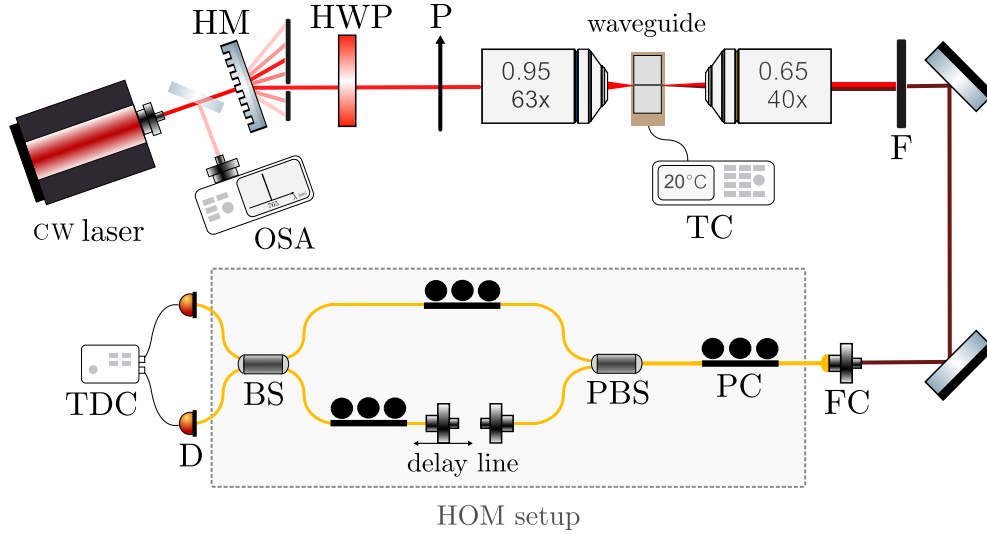 HM
HWP
P
waveguide
0.95
63x
0.65
40x
F
20°C
TC
CW laser
OSA
TDC
D
BS
delay line
PBS
PC
FC
HOM setup